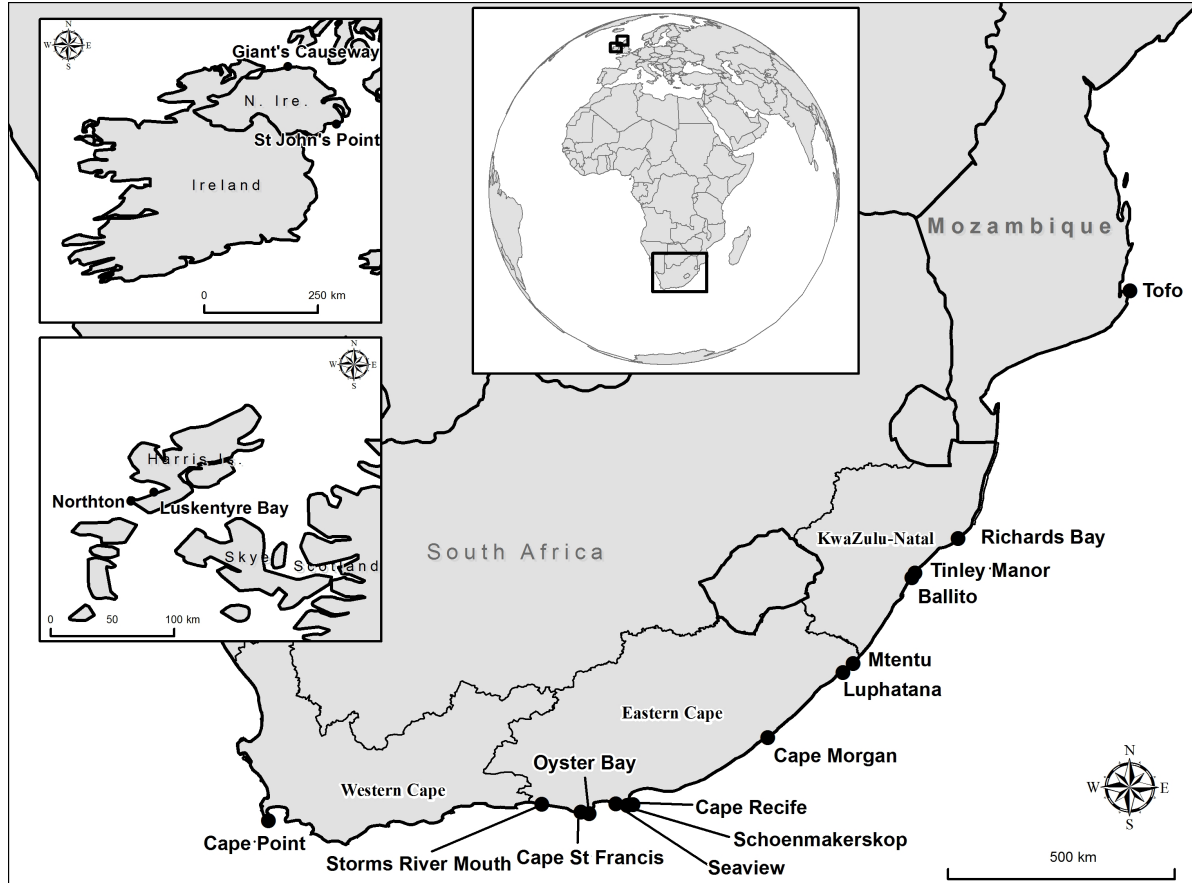 N
W E
S
Giant's Causeway
N. Ire.
St John's Point
Ireland
0 250 km
N
W E
S
Harris Is.
Northton
Luskentyre Bay
Skye
Scotland
0 50 100 km
Mozambique
Tofo
South Africa
KwaZulu-Natal
Richards Bay
Tinley Manor
Ballito
Mtentu
Luphatana
Eastern Cape
Cape Morgan
Oyster Bay
Western Cape
Cape Recife
Schoenmakerskop
Seaview
Cape Point
Storms River Mouth
Cape St Francis
N
W E
S
500 km